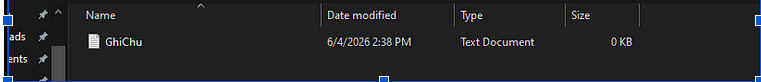 Name Date modified Type Size
ads
GhiChu 6/4/2026 2:38 PM Text Document 0 KB
ents